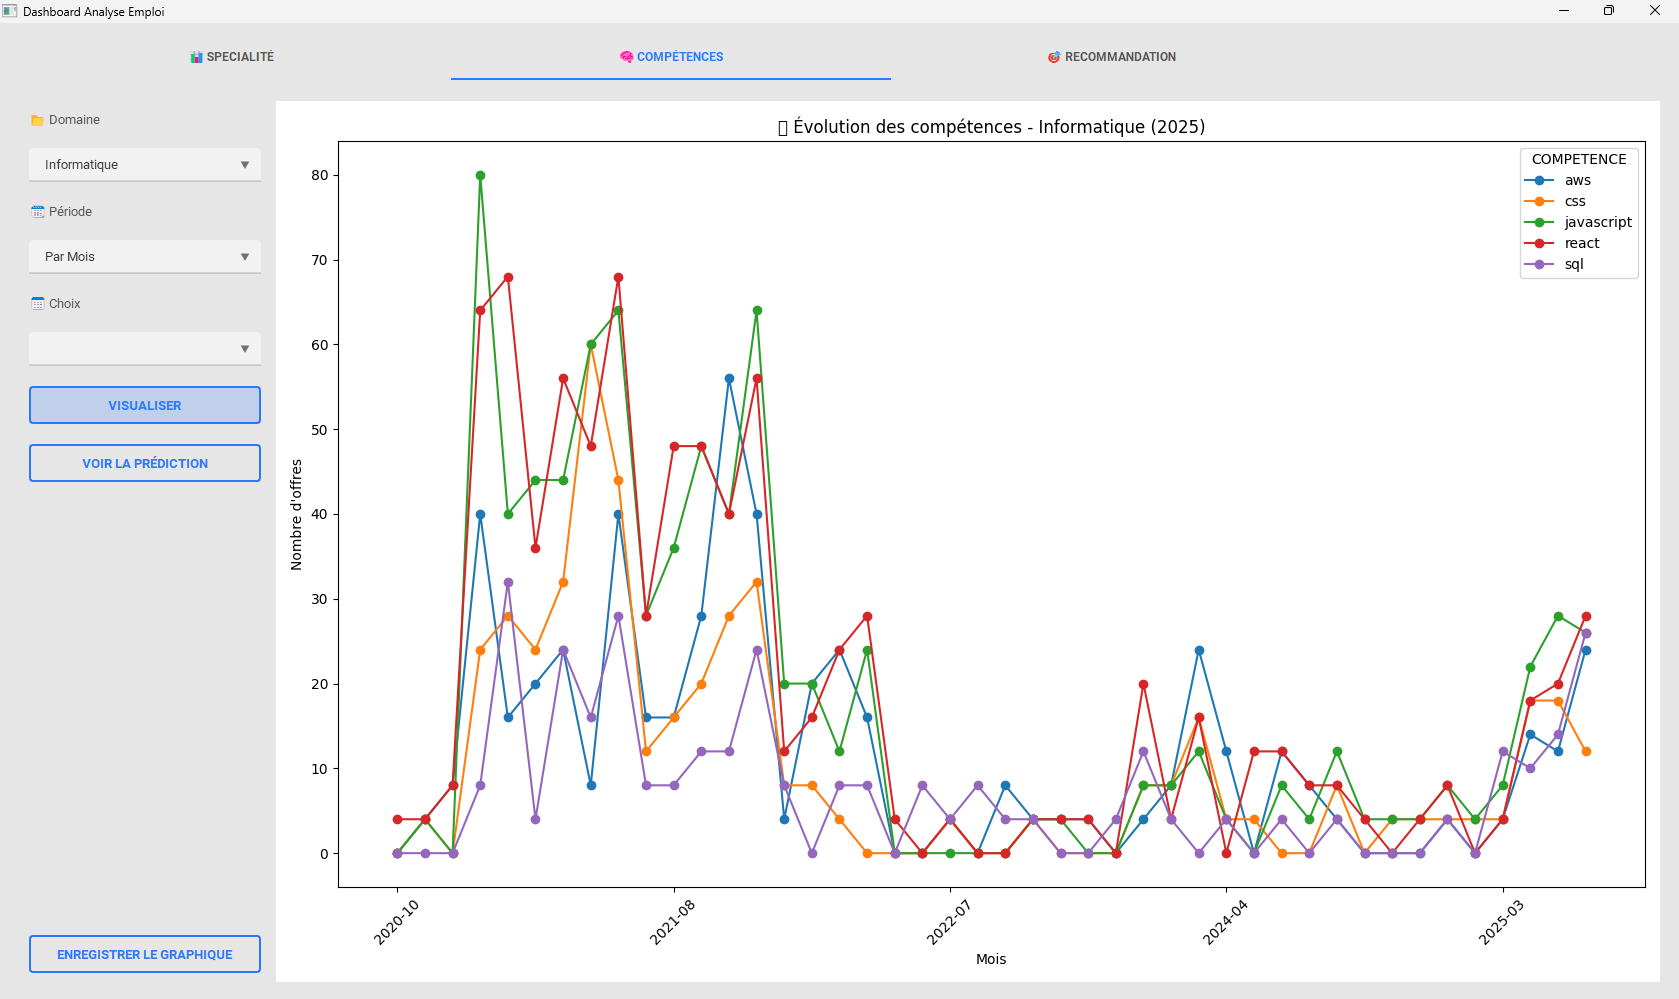 Dashboard Analyse Emploi
SPECIALITÉ
COMPÉTENCES
RECOMMANDATION
Domaine
Informatique
Période
Par Mois
Choix
VISUALISER
VOIR LA PRÉDICTION
ENREGISTRER LE GRAPHIQUE
Évolution des compétences - Informatique (2025)
COMPETENCE
aws
css
javascript
react
sql
Nombre d'offres
80
70
60
50
40
30
20
10
0
2020-10
2021-08
2022-07
2024-04
2025-03
Mois